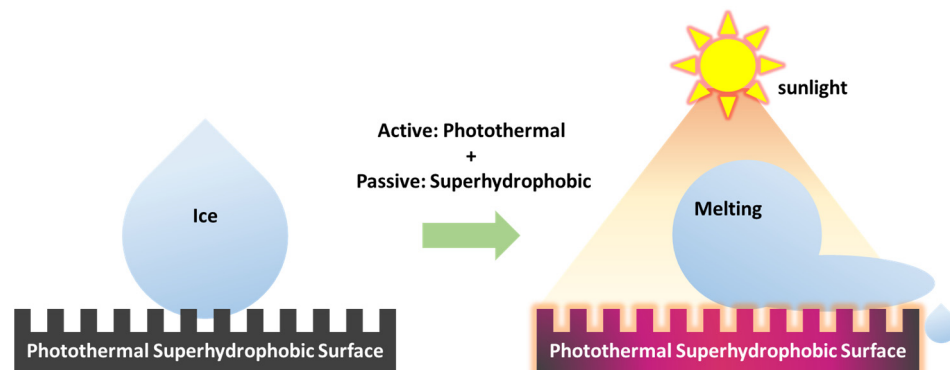 sunlight
Active: Photothermal
+
Passive: Superhydrophobic
Ice
Melting
Photothermal Superhydrophobic Surface
Photothermal Superhydrophobic Surface